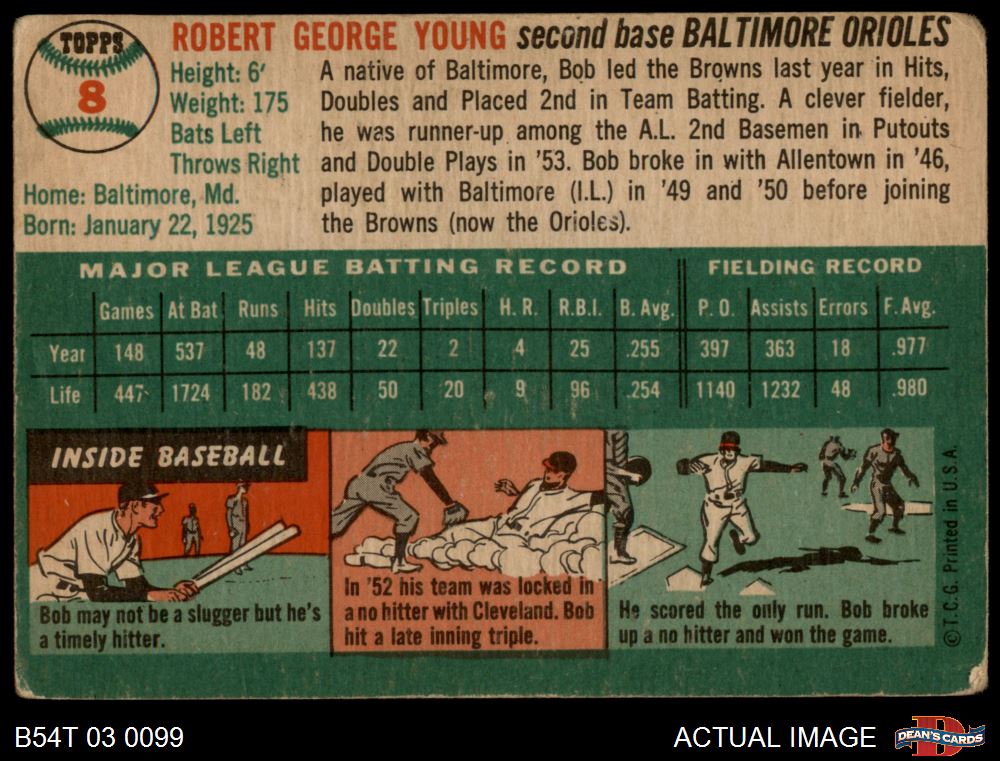 TOPPS
8
ROBERT GEORGE YOUNG second base BALTIMORE ORIOLES
Height: 6'
Weight: 175
Bats Left
Throws Right
Home: Baltimore, Md.
Born: January 22, 1925
A native of Baltimore, Bob led the Browns last year in Hits,
Doubles and Placed 2nd in Team Batting. A clever fielder,
he was runner-up among the A.L. 2nd Basemen in Putouts
and Double Plays in '53. Bob broke in with Allentown in '46,
played with Baltimore (I.L.) in '49 and '50 before joining
the Browns (now the Orioles).
MAJOR LEAGUE BATTING RECORD FIELDING RECORD
Games At Bat Runs Hits Doubles Triples H. R. R.B.I. B. Avg. P. O. Assists Errors F. Avg.
Year 148 537 48 137 22 2 4 25 .255 397 363 18 .977
Life 447 1724 182 438 50 20 9 96 .254 1140 1232 48 .980
INSIDE BASEBALL
Bob may not be a slugger but he's
a timely hitter.
In '52 his team was locked in
a no hitter with Cleveland. Bob
hit a late inning triple.
He scored the only run. Bob broke
up a no hitter and won the game.
© T.C.G. Printed in U.S.A.
B54T 03 0099
ACTUAL IMAGE
DEAN'S CARDS